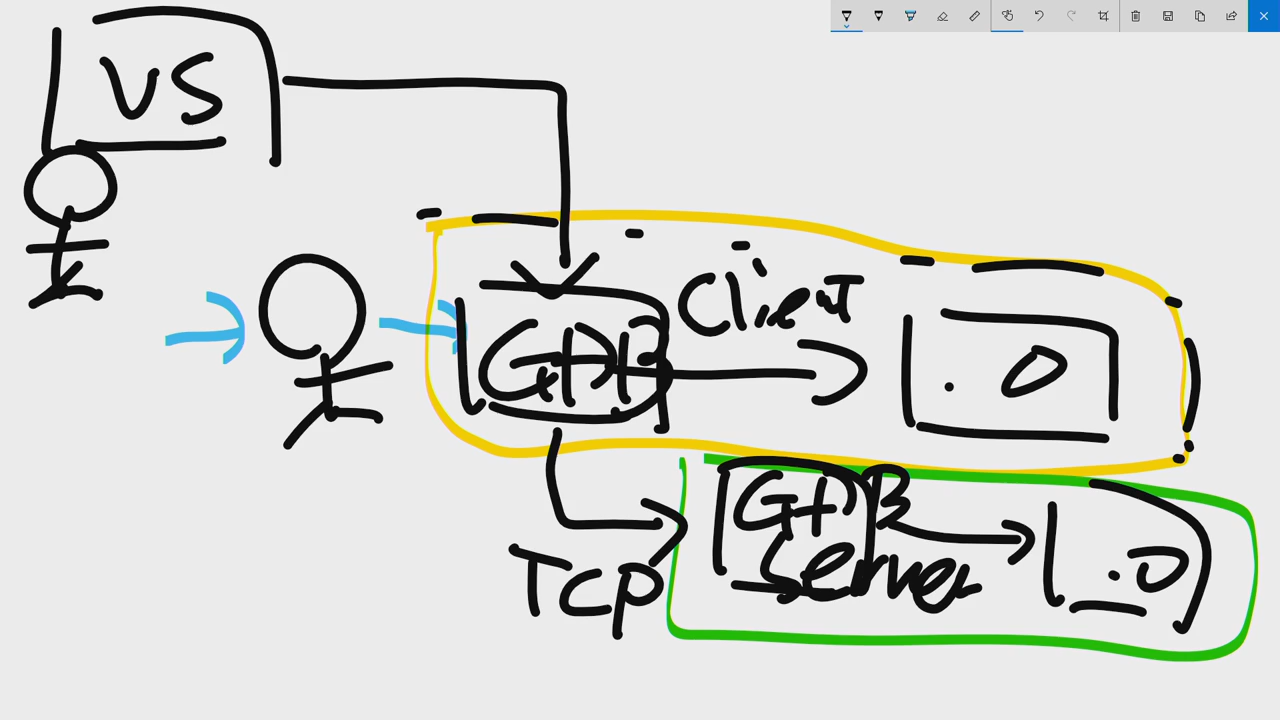 VS
Client
GDB
.o
GDB
Server
.o
TCP